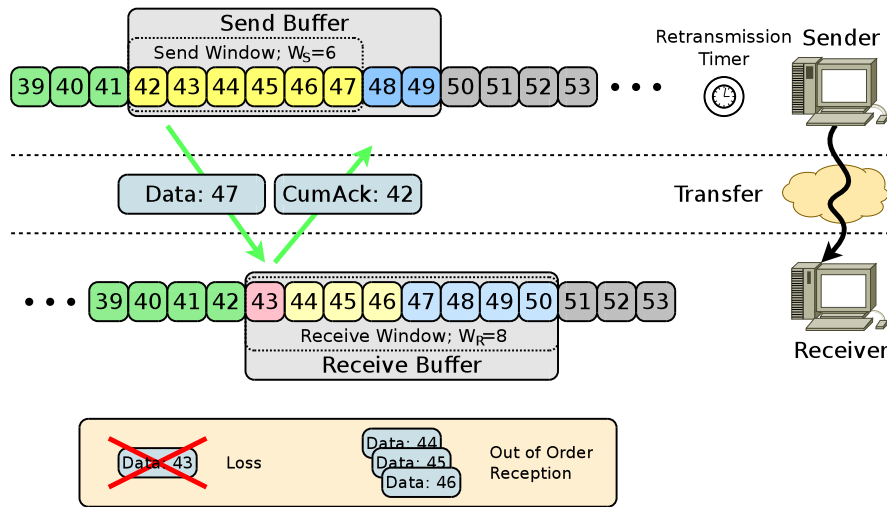 Send Buffer
Send Window; WS=6
Retransmission
Timer
Sender
39 40 41 42 43 44 45 46 47 48 49 50 51 52 53 • • •
Data: 47
CumAck: 42
Transfer
• • • 39 40 41 42 43 44 45 46 47 48 49 50 51 52 53
Receive Window; WR=8
Receive Buffer
Receiver
Data: 43
Loss
Data: 44
Data: 45
Data: 46
Out of Order
Reception